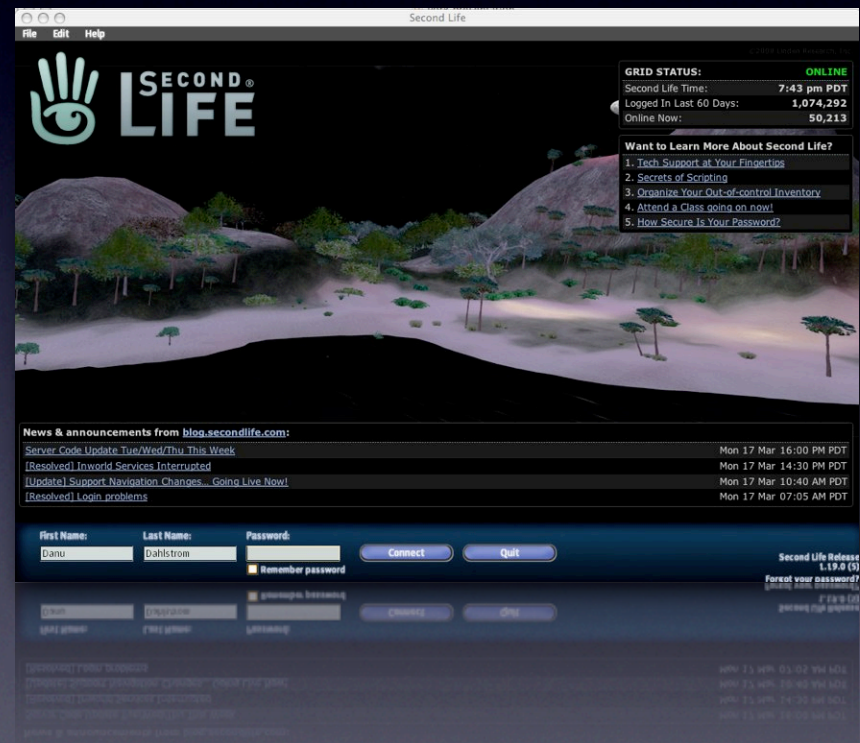 Second Life
File Edit Help
SECOND®
LIFE
GRID STATUS: ONLINE
Second Life Time: 7:43 pm PDT
Logged In Last 60 Days: 1,074,292
Online Now: 50,213
Want to Learn More About Second Life?
1. Tech Support at Your Fingertips
2. Secrets of Scripting
3. Organize Your Out-of-control Inventory
4. Attend a Class going on now!
5. How Secure Is Your Password?
News & announcements from blog.secondlife.com:
Server Code Update Tue/Wed/Thu This Week Mon 17 Mar 16:00 PM PDT
[Resolved] Inworld Services Interrupted Mon 17 Mar 14:30 PM PDT
[Update] Support Navigation Changes... Going Live Now! Mon 17 Mar 10:40 AM PDT
[Resolved] Login problems Mon 17 Mar 07:05 AM PDT
First Name: Last Name: Password:
Danu Dahlstrom Connect Quit
Remember password
Second Life Release
1.19.0 (5)
Forgot your password?